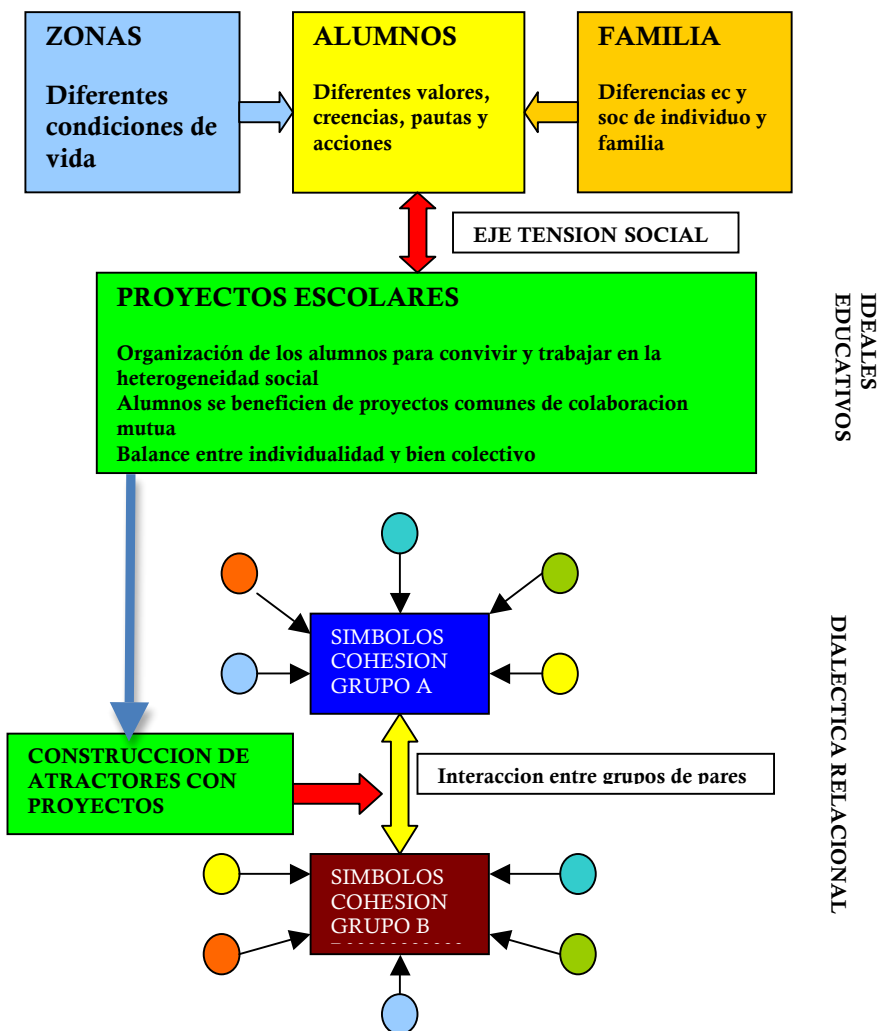 ZONAS
Diferentes
condiciones de
vida
ALUMNOS
Diferentes valores,
creencias, pautas y
acciones
FAMILIA
Diferencias ec y
soc de individuo y
familia
EJE TENSION SOCIAL
PROYECTOS ESCOLARES
Organización de los alumnos para convivir y trabajar en la
heterogeneidad social
Alumnos se beneficien de proyectos comunes de colaboracion
mutua
Balance entre individualidad y bien colectivo
IDEALES
EDUCATIVOS
SIMBOLOS
COHESION
GRUPO A
CONSTRUCCION DE
ATRACTORES CON
PROYECTOS
Interaccion entre grupos de pares
DIALECTICA RELACIONAL
SIMBOLOS
COHESION
GRUPO B